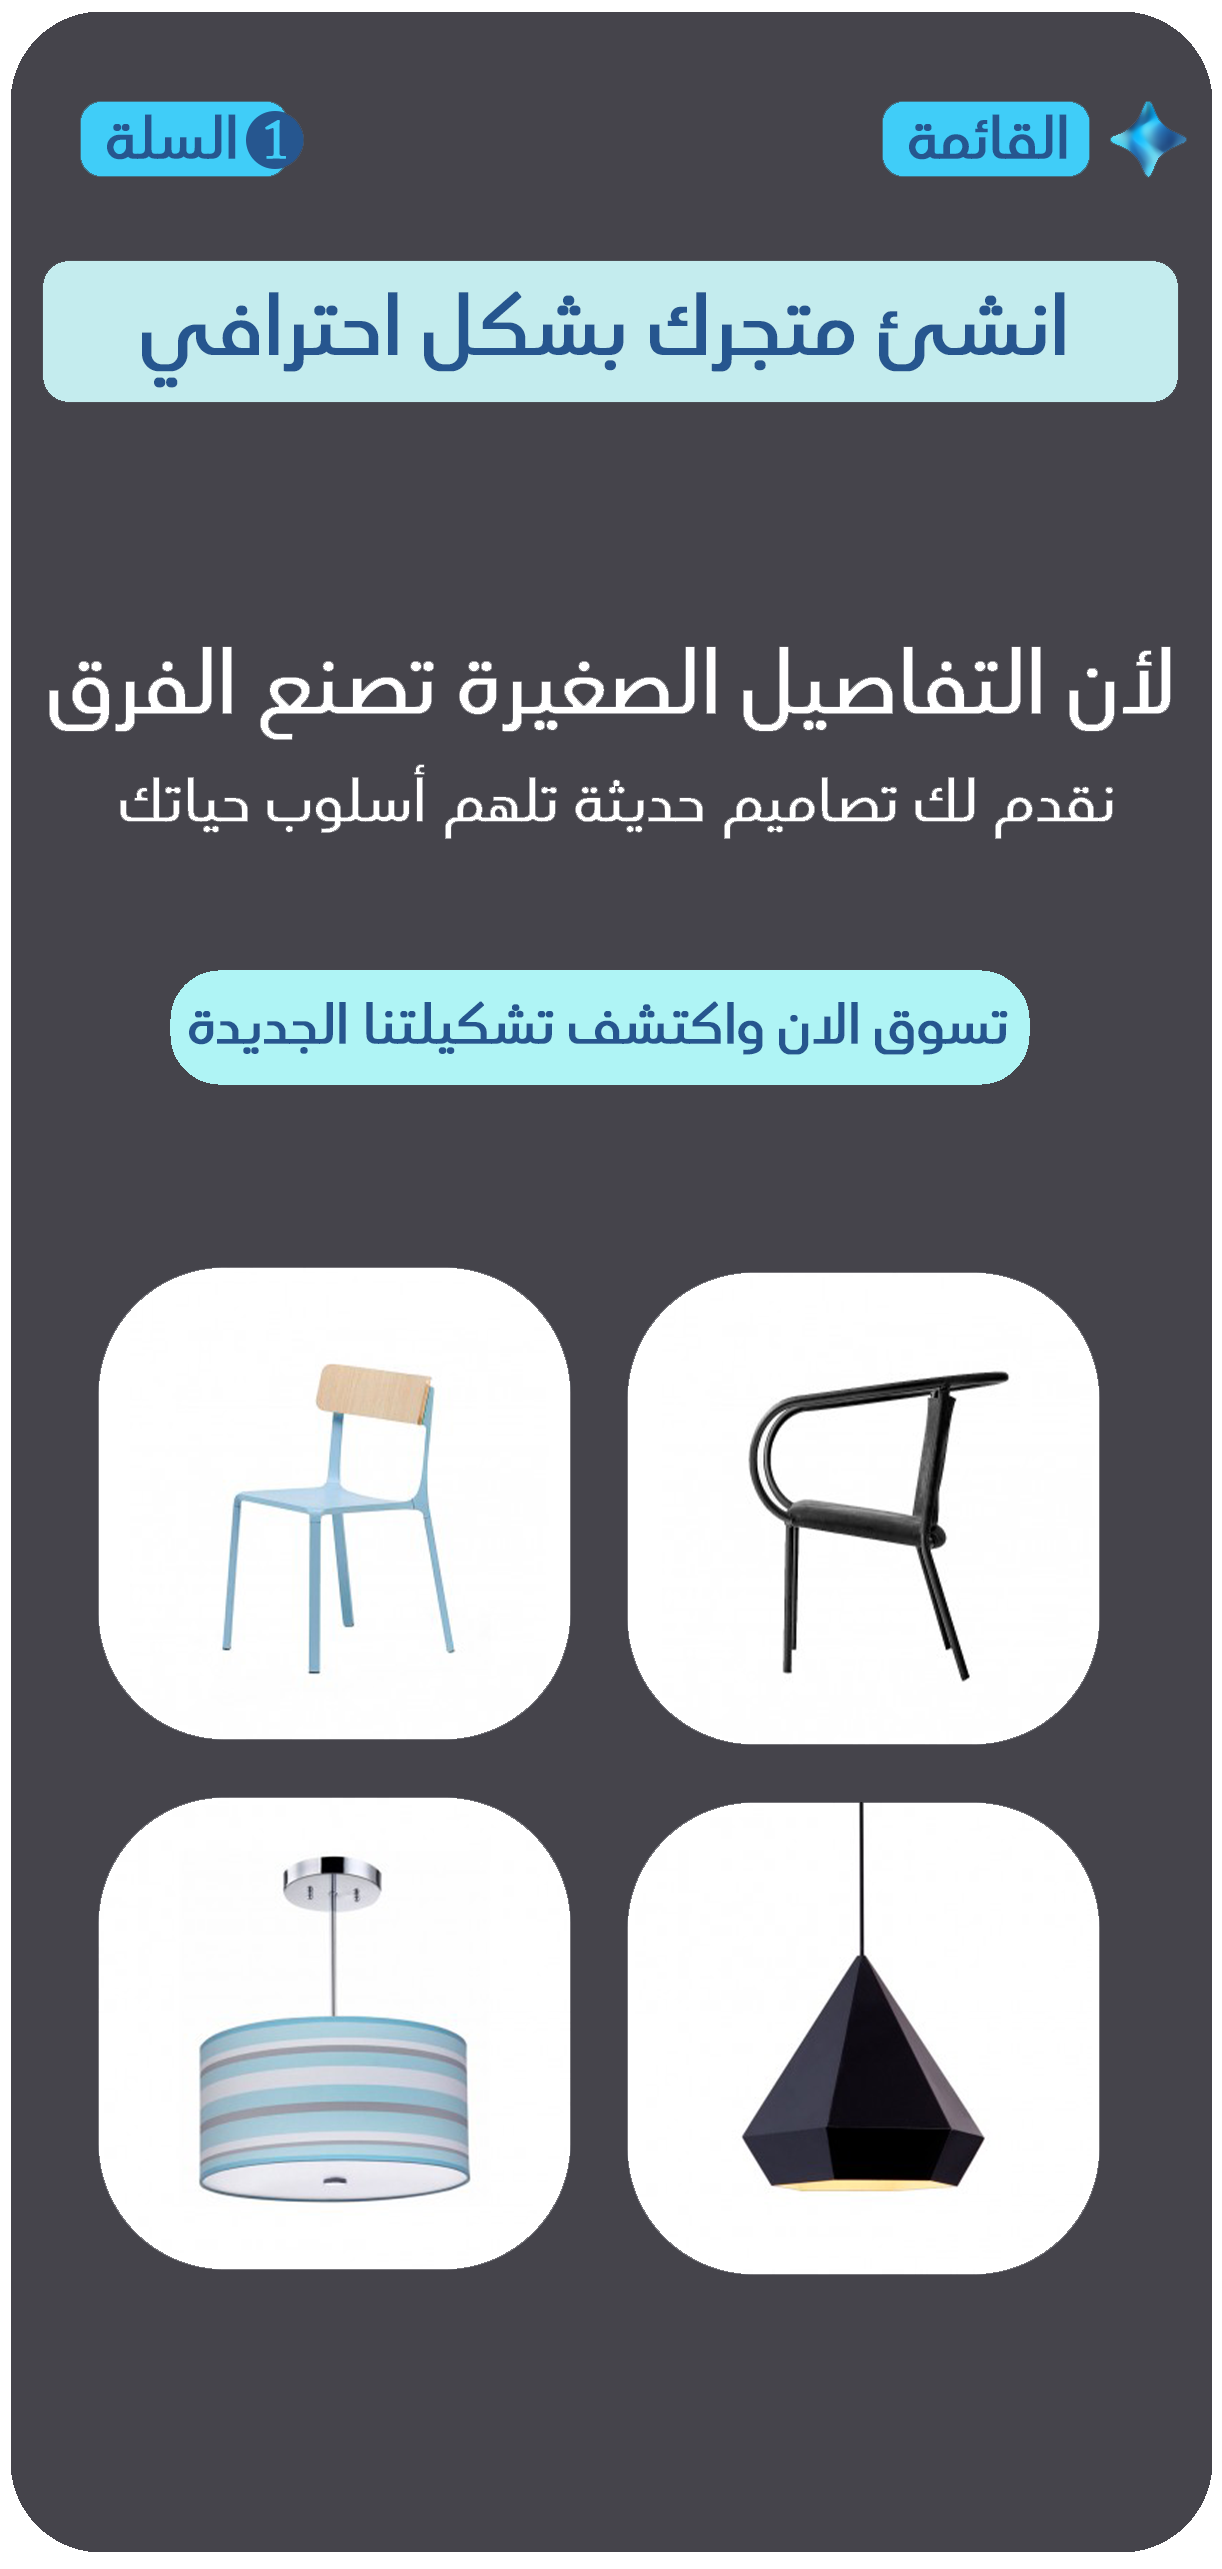 القائمة
1 السلة
انشئ متجرك بشكل احترافي
لأن التفاصيل الصغيرة تصنع الفرق
نقدم لك تصاميم حديثة تلهم أسلوب حياتك
تسوق الان واكتشف تشكيلتنا الجديدة